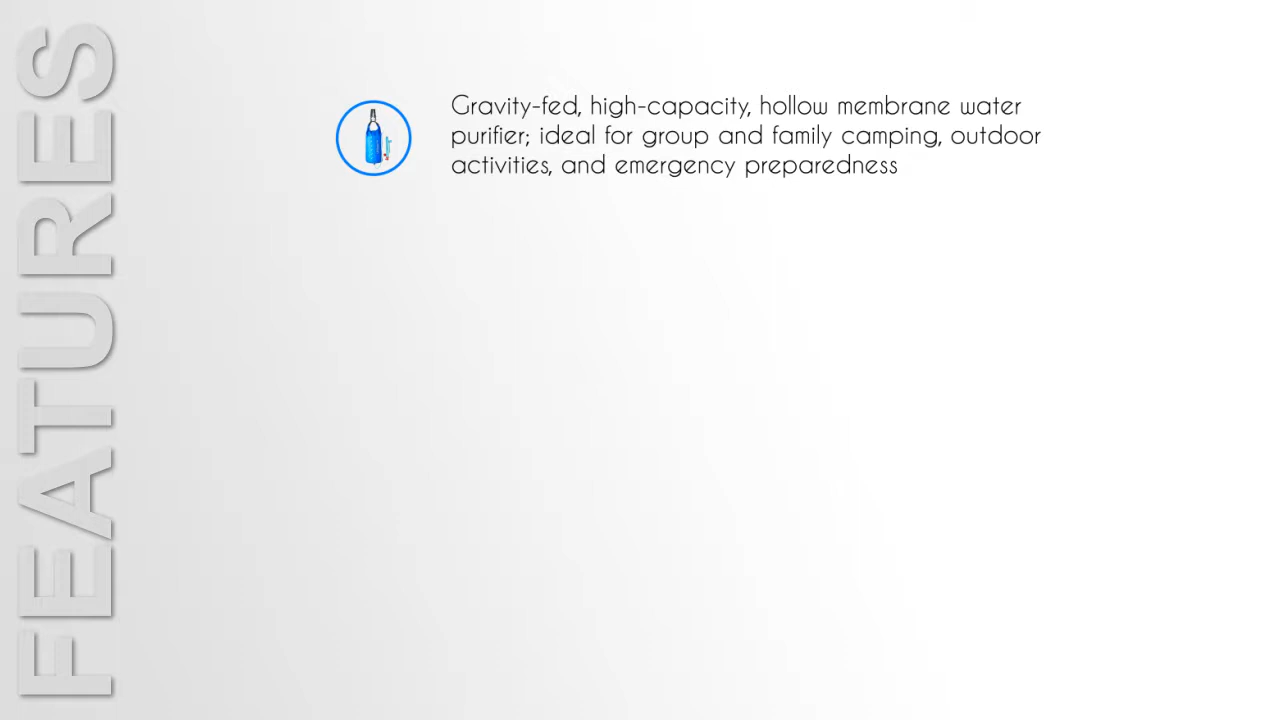 FEATURES
Gravity-fed, high-capacity, hollow membrane water
purifier; ideal for group and family camping, outdoor
activities, and emergency preparedness